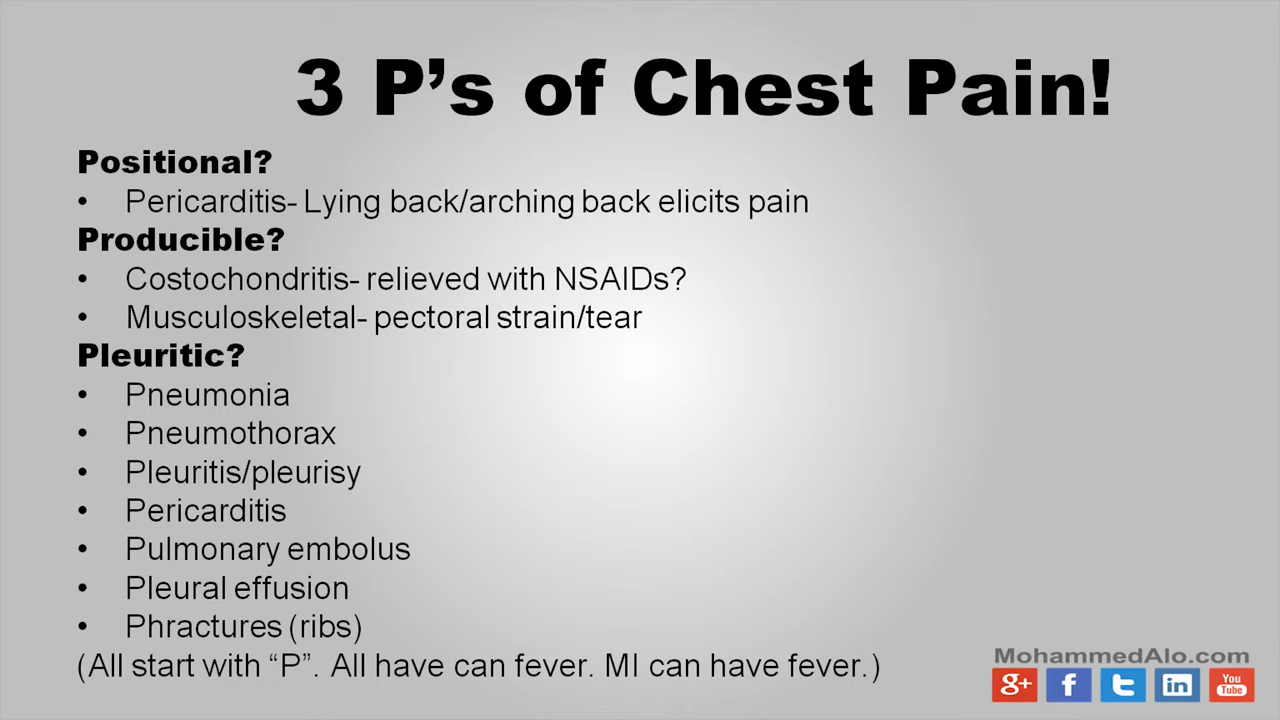 3 P’s of Chest Pain!
Positional?
• Pericarditis- Lying back/arching back elicits pain
Producible?
• Costochondritis- relieved with NSAIDs?
• Musculoskeletal- pectoral strain/tear
Pleuritic?
• Pneumonia
• Pneumothorax
• Pleuritis/pleurisy
• Pericarditis
• Pulmonary embolus
• Pleural effusion
• Phractures (ribs)
(All start with “P”. All have can fever. MI can have fever.)
MohammedAlo.com
g+ f t in You Tube